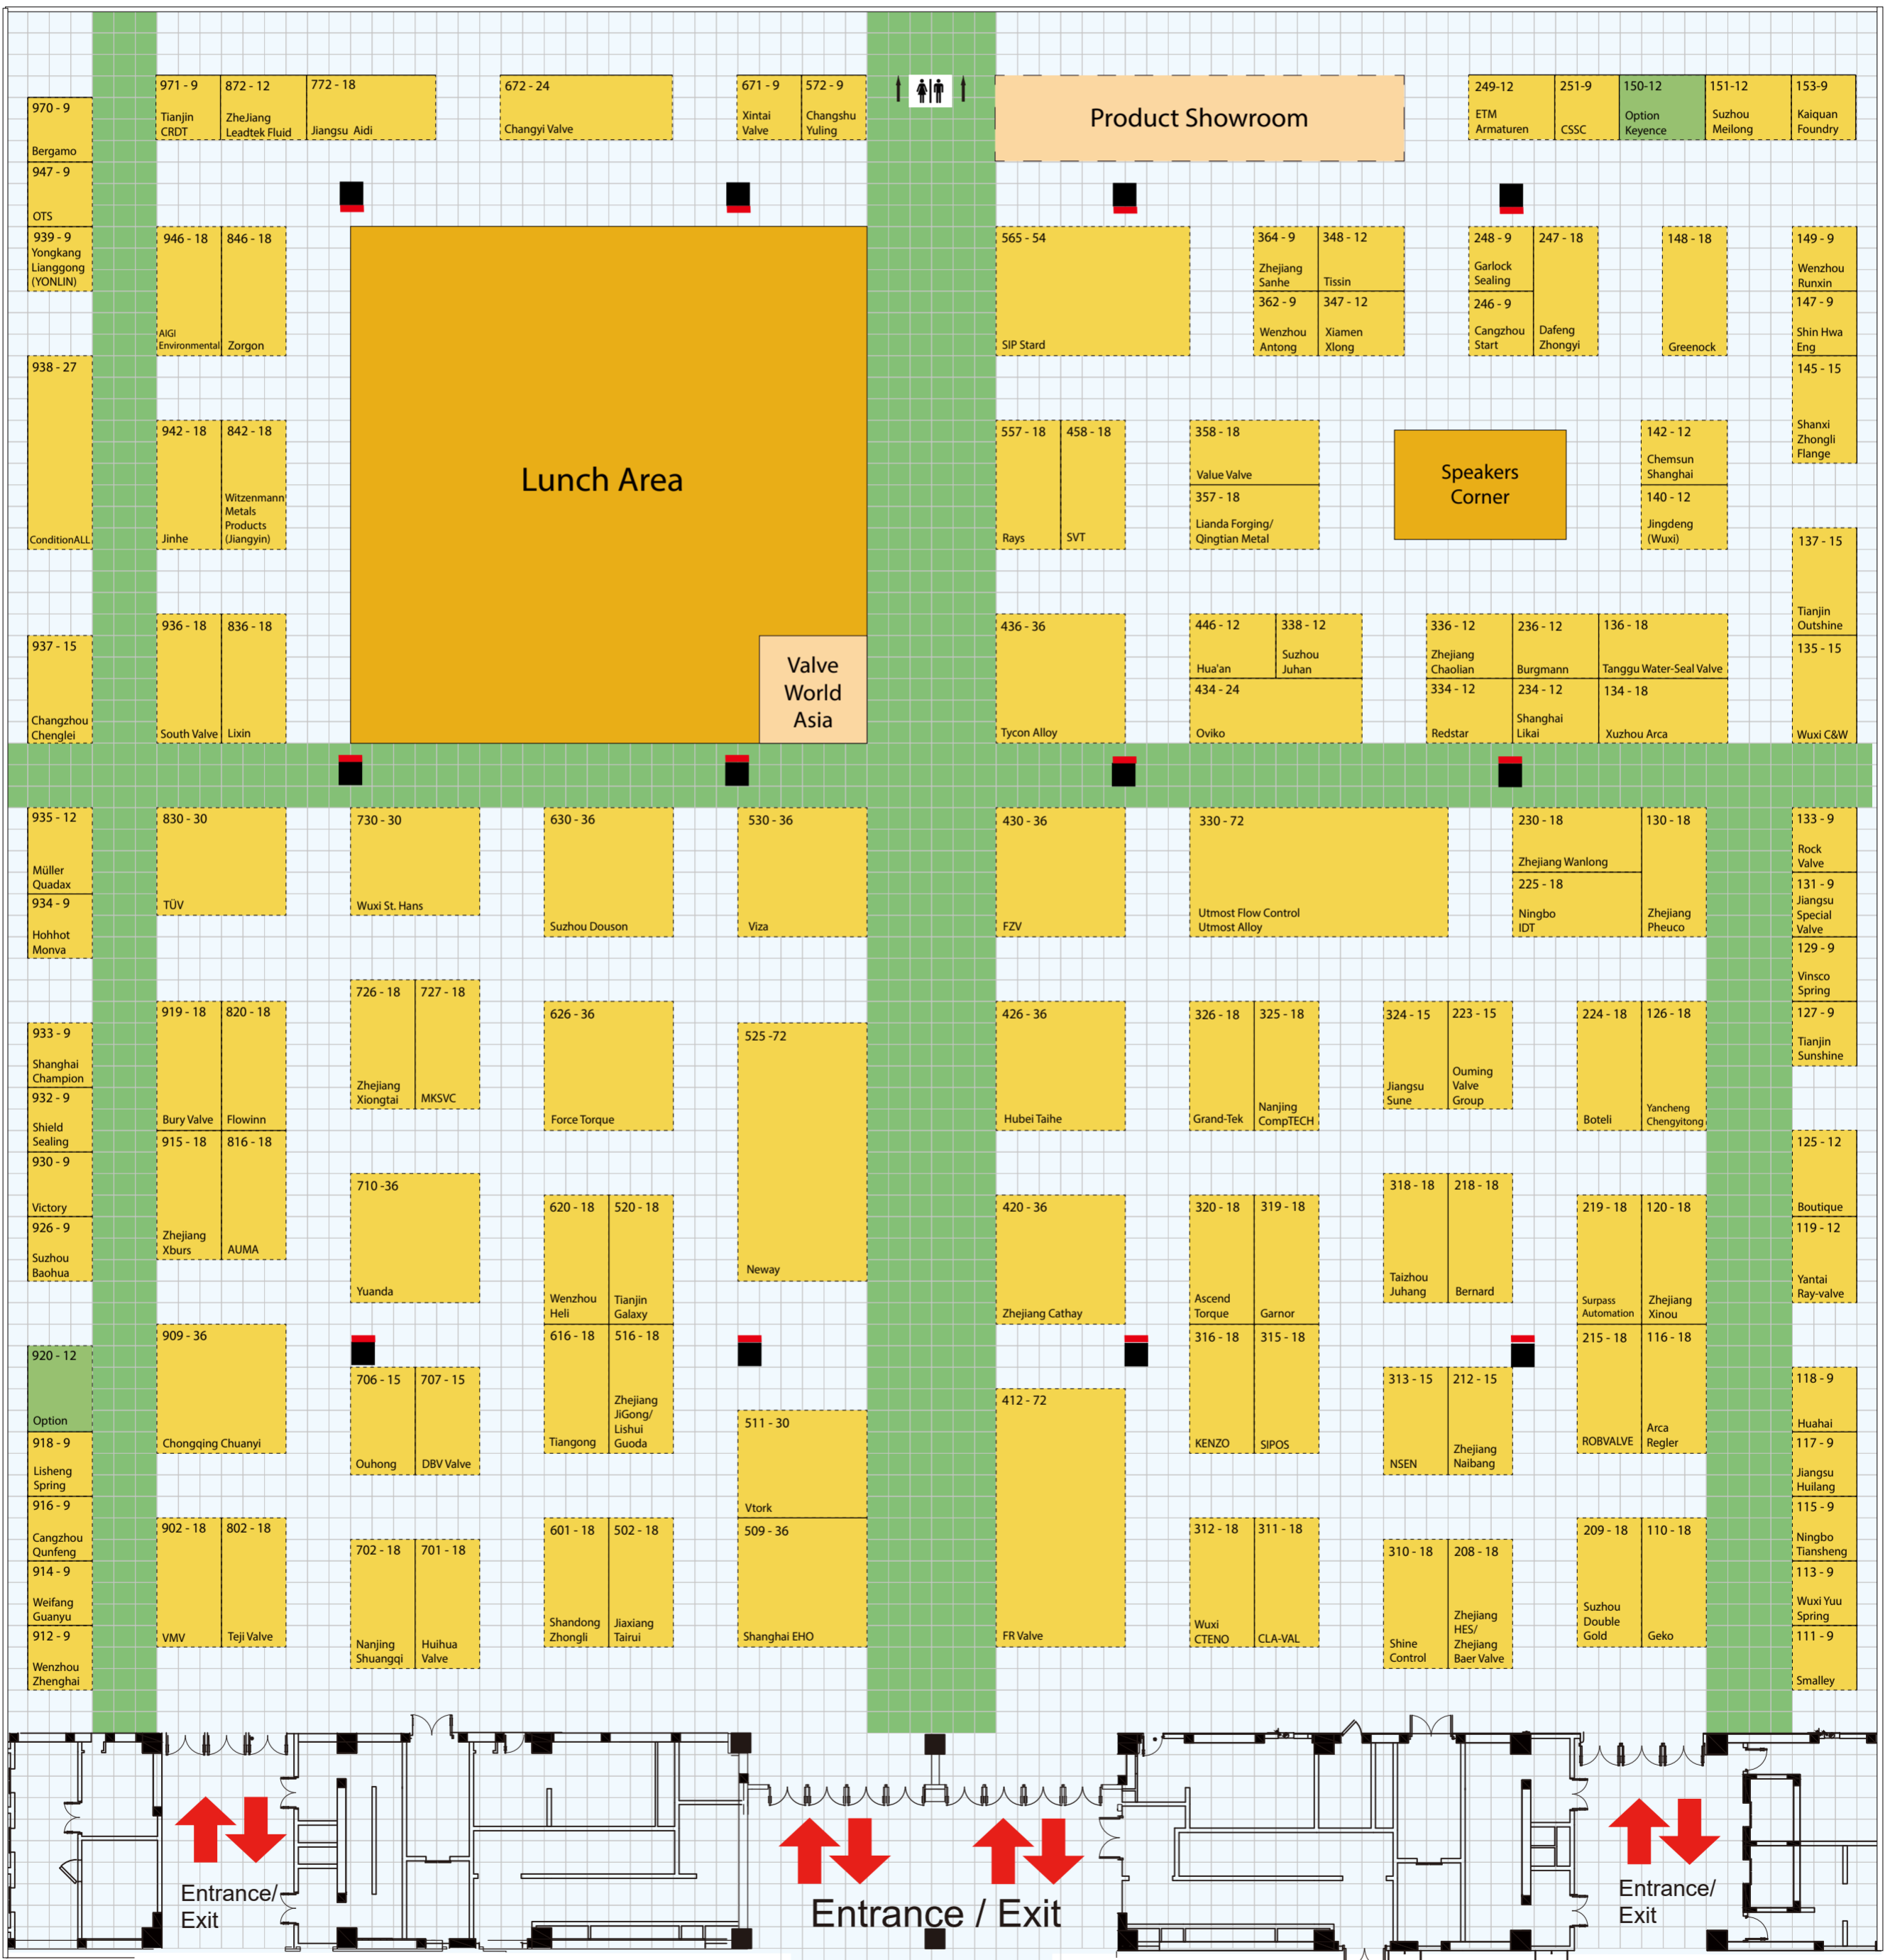 971 - 9
Tianjin
CRDT
872 - 12
ZheJiang
Leadtek Fluid
772 - 18
Jiangsu Aidi
672 - 24
Changyi Valve
671 - 9
Xintai
Valve
572 - 9
Changshu
Yuling
Product Showroom
249-12
ETM
Armaturen
251-9
CSSC
150-12
Option
Keyence
151-12
Suzhou
Meilong
153-9
Kaiquan
Foundry
970 - 9
Bergamo
947 - 9
OTS
939 - 9
Yongkang
Lianggong
(YONLIN)
946 - 18
AIGI
Environmental
846 - 18
Zorgon
565 - 54
SIP Stard
364 - 9
Zhejiang
Sanhe
348 - 12
Tissin
362 - 9
Wenzhou
Antong
347 - 12
Xiamen
Xlong
248 - 9
Garlock
Sealing
246 - 9
Cangzhou
Start
247 - 18
Dafeng
Zhongyi
148 - 18
Greenock
149 - 9
Wenzhou
Runxin
147 - 9
Shin Hwa
Eng
145 - 15
Shanxi
Zhongli
Flange
938 - 27
ConditionALL
942 - 18
Jinhe
842 - 18
Witzenmann
Metals
Products
(Jiangyin)
Lunch Area
557 - 18
Rays
458 - 18
SVT
358 - 18
Value Valve
357 - 18
Lianda Forging/
Qingtian Metal
Speakers
Corner
142 - 12
Chemsun
Shanghai
140 - 12
Jingdeng
(Wuxi)
137 - 15
Tianjin
Outshine
135 - 15
Wuxi C&W
937 - 15
Changzhou
Chenglei
936 - 18
South Valve
836 - 18
Lixin
Valve
World
Asia
436 - 36
Tycon Alloy
446 - 12
Hua'an
338 - 12
Suzhou
Juhan
434 - 24
Oviko
336 - 12
Zhejiang
Chaolian
236 - 12
Burgmann
136 - 18
Tanggu Water-Seal Valve
334 - 12
Redstar
234 - 12
Shanghai
Likai
134 - 18
Xuzhou Arca
935 - 12
Müller
Quadax
934 - 9
Hohhot
Monva
830 - 30
TÜV
730 - 30
Wuxi St. Hans
630 - 36
Suzhou Douson
530 - 36
Viza
430 - 36
FZV
330 - 72
Utmost Flow Control
Utmost Alloy
230 - 18
Zhejiang Wanlong
225 - 18
Ningbo
IDT
130 - 18
Zhejiang
Pheuco
133 - 9
Rock
Valve
131 - 9
Jiangsu
Special
Valve
129 - 9
Vinsco
Spring
127 - 9
Tianjin
Sunshine
933 - 9
Shanghai
Champion
932 - 9
Shield
Sealing
930 - 9
Victory
926 - 9
Suzhou
Baohua
919 - 18
Bury Valve
820 - 18
Flowinn
915 - 18
Zhejiang
Xburs
816 - 18
AUMA
726 - 18
Zhejiang
Xiongtai
727 - 18
MKSVC
626 - 36
Force Torque
525 -72
Neway
426 - 36
Hubei Taihe
326 - 18
Grand-Tek
325 - 18
Nanjing
CompTECH
324 - 15
Jiangsu
Sune
223 - 15
Ouming
Valve
Group
224 - 18
Boteli
126 - 18
Yancheng
Chengyitong
125 - 12
Boutique
119 - 12
Yantai
Ray-valve
710 -36
Yuanda
620 - 18
Wenzhou
Heli
520 - 18
Tianjin
Galaxy
420 - 36
Zhejiang Cathay
320 - 18
Ascend
Torque
319 - 18
Garnor
318 - 18
Taizhou
Juhang
218 - 18
Bernard
219 - 18
Surpass
Automation
120 - 18
Zhejiang
Xinou
920 - 12
Option
918 - 9
Lisheng
Spring
916 - 9
Cangzhou
Qunfeng
914 - 9
Weifang
Guanyu
912 - 9
Wenzhou
Zhenghai
909 - 36
Chongqing Chuanyi
706 - 15
Ouhong
707 - 15
DBV Valve
616 - 18
Tiangong
516 - 18
Zhejiang
JiGong/
Lishui
Guoda
511 - 30
Vtork
509 - 36
Shanghai EHO
412 - 72
FR Valve
316 - 18
KENZO
315 - 18
SIPOS
313 - 15
NSEN
212 - 15
Zhejiang
Naibang
215 - 18
ROBVALVE
116 - 18
Arca
Regler
118 - 9
Huahai
117 - 9
Jiangsu
Huilang
115 - 9
Ningbo
Tiansheng
113 - 9
Wuxi Yuu
Spring
111 - 9
Smalley
902 - 18
VMV
802 - 18
Teji Valve
702 - 18
Nanjing
Shuangqi
701 - 18
Huihua
Valve
601 - 18
Shandong
Zhongli
502 - 18
Jiaxiang
Tairui
312 - 18
Wuxi
CTENO
311 - 18
CLA-VAL
310 - 18
Shine
Control
208 - 18
Zhejiang
HES/
Zhejiang
Baer Valve
209 - 18
Suzhou
Double
Gold
110 - 18
Geko
Entrance/
Exit
Entrance / Exit
Entrance/
Exit